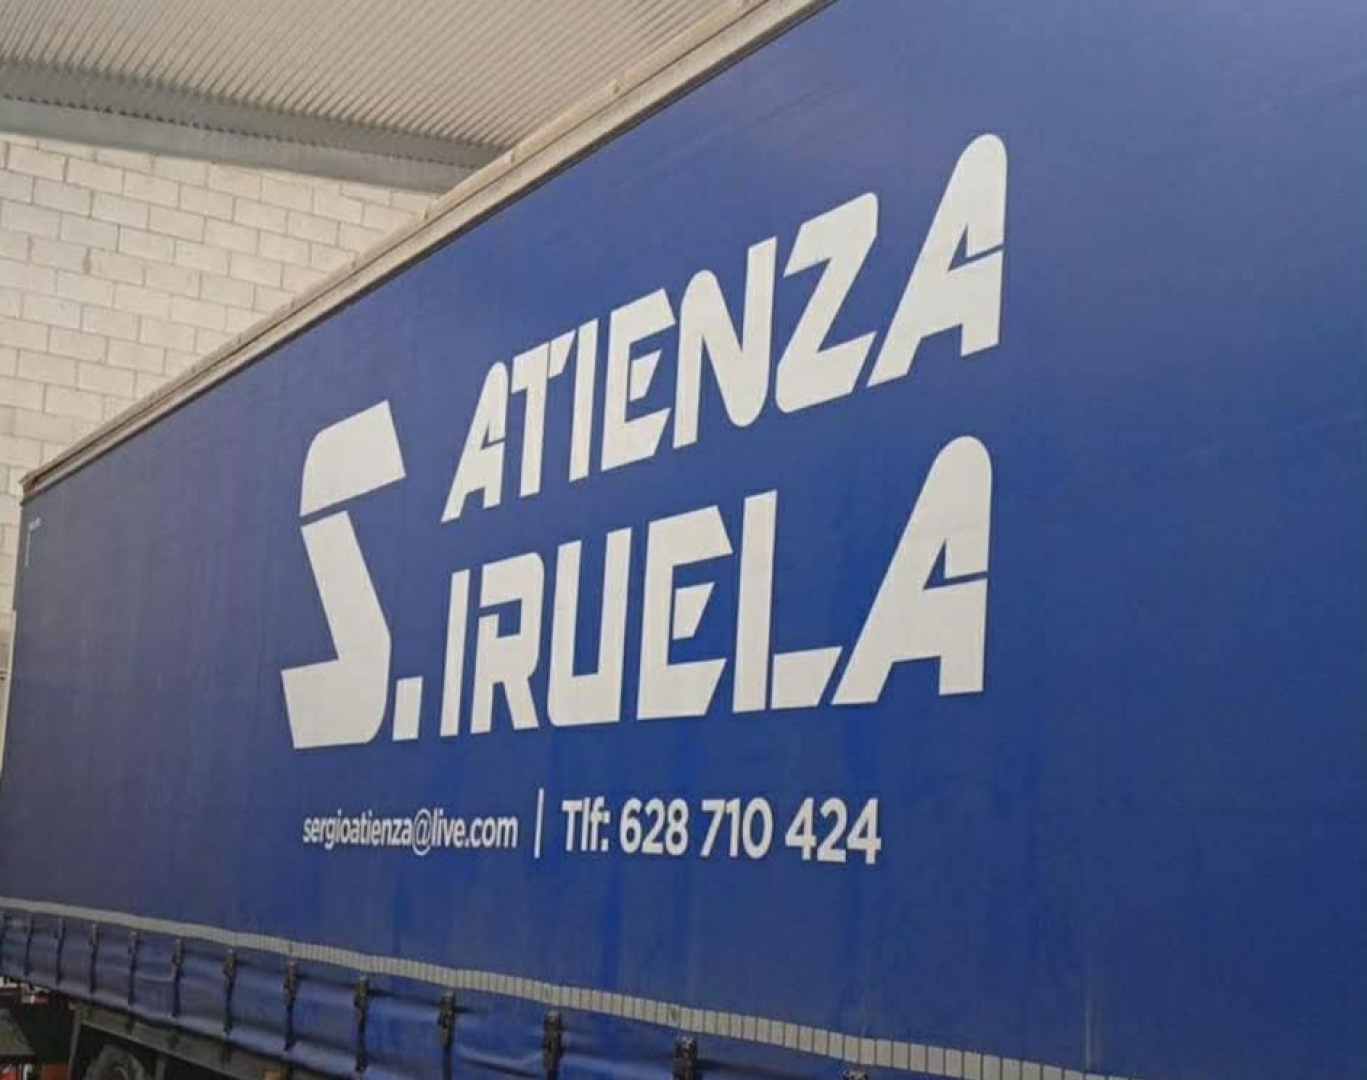 S. ATIENZA
IRUELA
sergioatienza@live.com | Tlf: 628 710 424